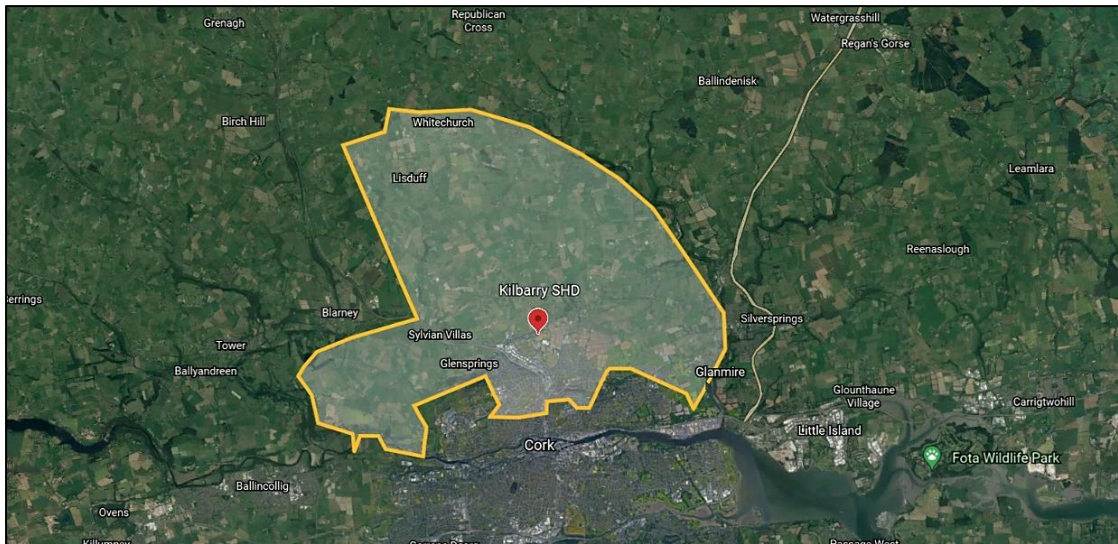 Republican
Cross
Grenagh
Watergrasshill
Regan's Gorse
Ballindenisk
Birch Hill
Whitechurch
Leamlara
Lisduff
Reenaslough
Kilbarry SHD
Blarney
Silversprings
Sylvian Villas
Tower
Glensprings
Ballyandreen
Glanmire
Glounthaune
Village
Carrigtwohill
Little Island
Cork
Fota Wildlife Park
Ballincollig
Ovens